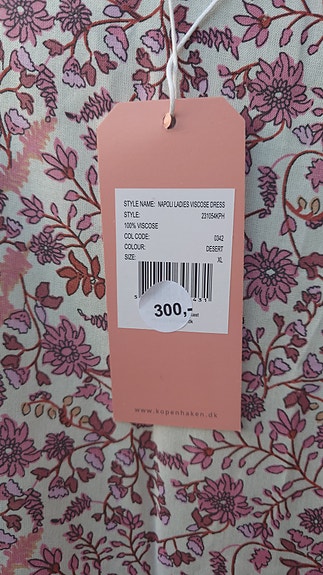 STYLE NAME: NAPOLI LADIES VISCOSE DRESS
STYLE: 231054KPH
100% VISCOSE
COL CODE: 0342
COLOUR: DESERT
SIZE: XL
300,-
www.kopenhaken.dk